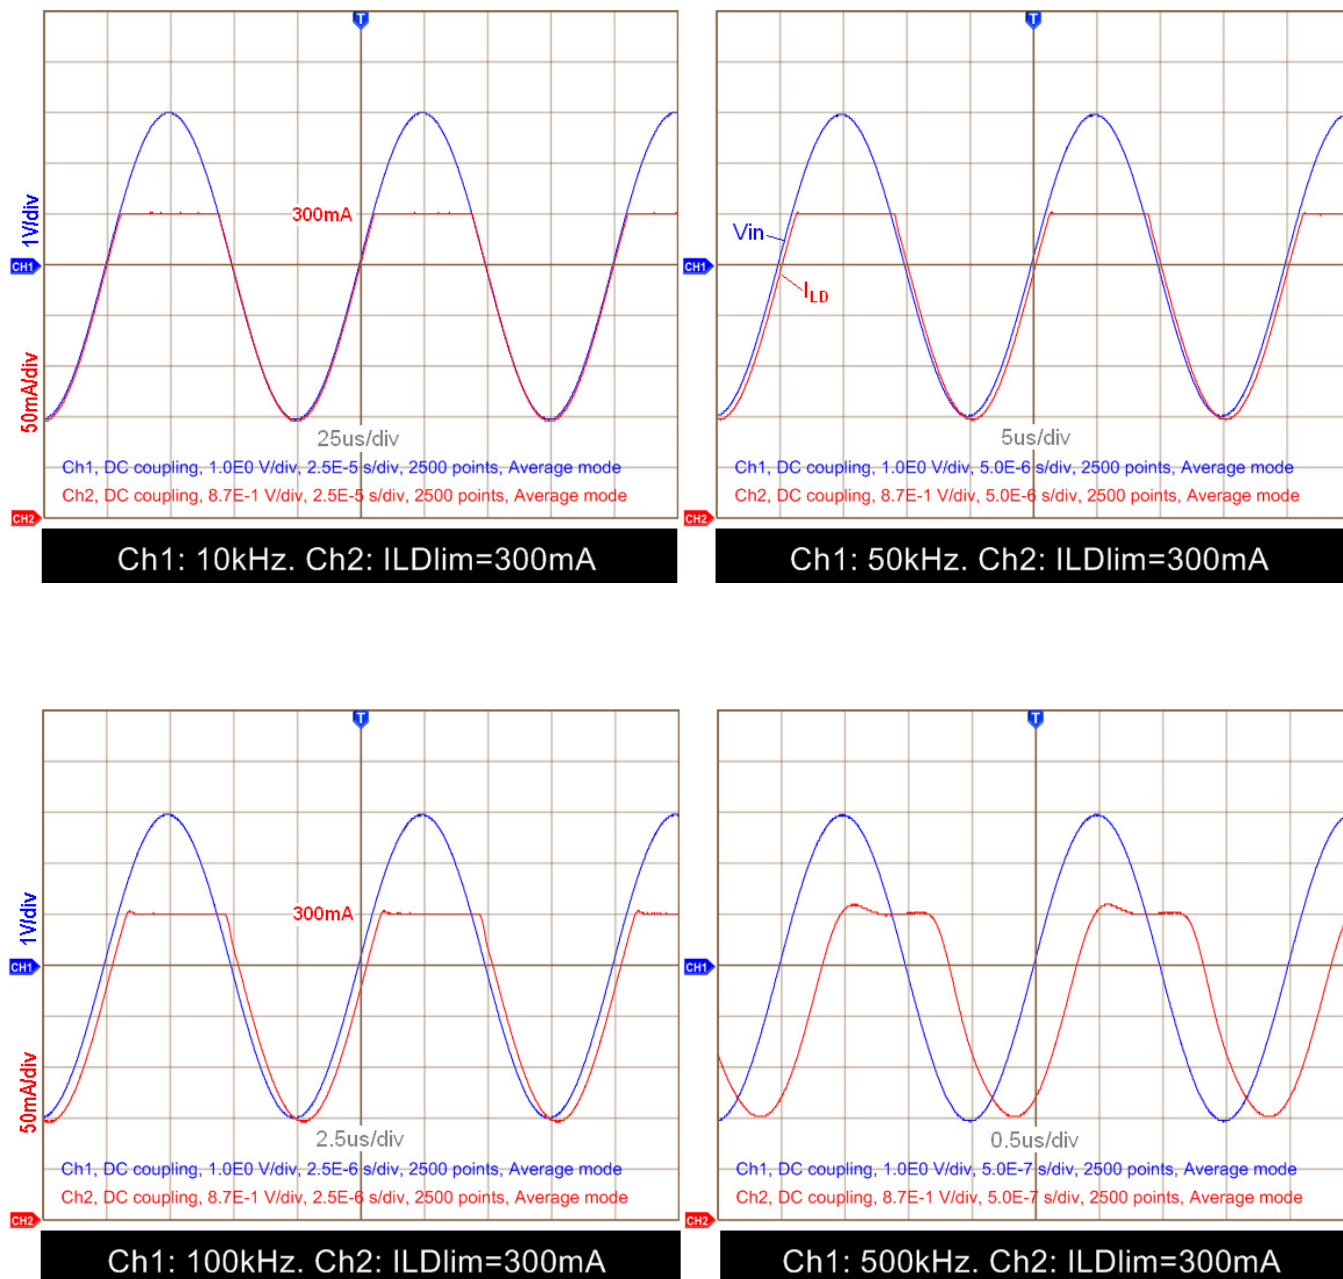 T
1V/div
CH1
300mA
50mA/div
25us/div
Ch1, DC coupling, 1.0E0 V/div, 2.5E-5 s/div, 2500 points, Average mode
Ch2, DC coupling, 8.7E-1 V/div, 2.5E-5 s/div, 2500 points, Average mode
CH2
Ch1: 10kHz. Ch2: ILDlim=300mA
T
Vin
CH1
ILD
5us/div
Ch1, DC coupling, 1.0E0 V/div, 5.0E-6 s/div, 2500 points, Average mode
Ch2, DC coupling, 8.7E-1 V/div, 5.0E-6 s/div, 2500 points, Average mode
CH2
Ch1: 50kHz. Ch2: ILDlim=300mA
T
1V/div
300mA
CH1
50mA/div
2.5us/div
Ch1, DC coupling, 1.0E0 V/div, 2.5E-6 s/div, 2500 points, Average mode
Ch2, DC coupling, 8.7E-1 V/div, 2.5E-6 s/div, 2500 points, Average mode
CH2
Ch1: 100kHz. Ch2: ILDlim=300mA
T
CH1
0.5us/div
Ch1, DC coupling, 1.0E0 V/div, 5.0E-7 s/div, 2500 points, Average mode
Ch2, DC coupling, 8.7E-1 V/div, 5.0E-7 s/div, 2500 points, Average mode
CH2
Ch1: 500kHz. Ch2: ILDlim=300mA